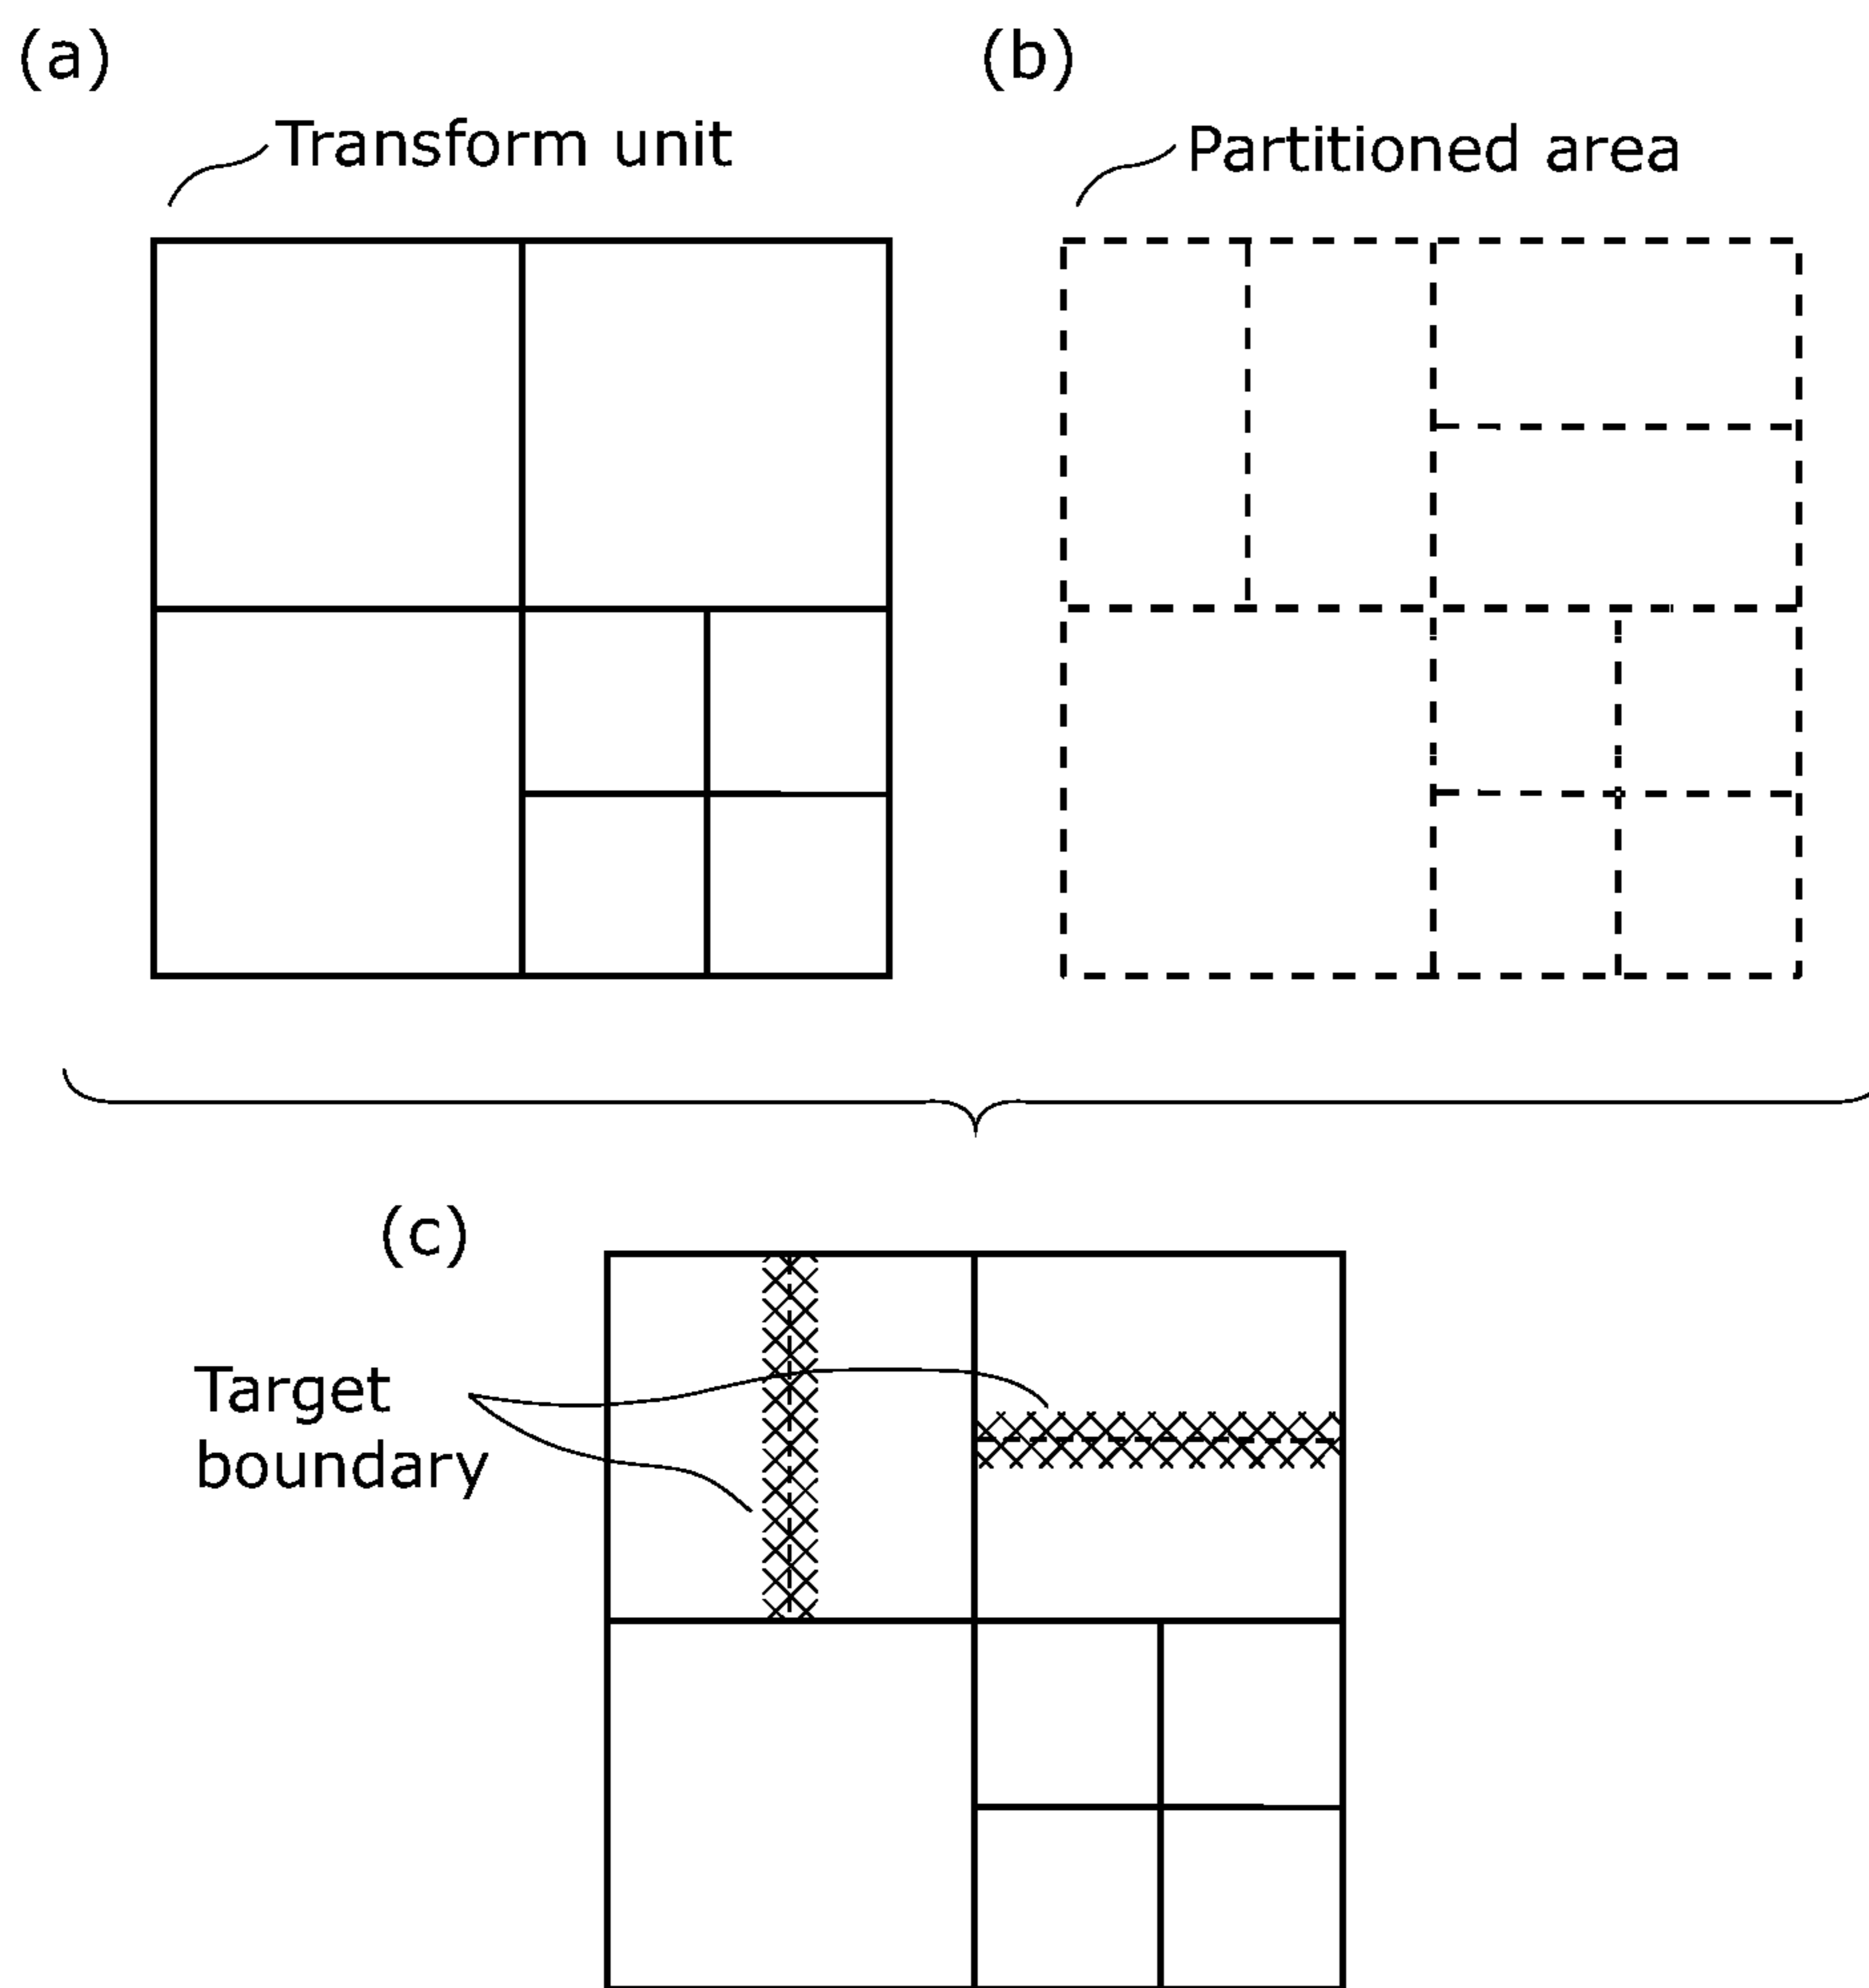 (a)
(b)
Transform unit
Partitioned area
(c)
Target
boundary